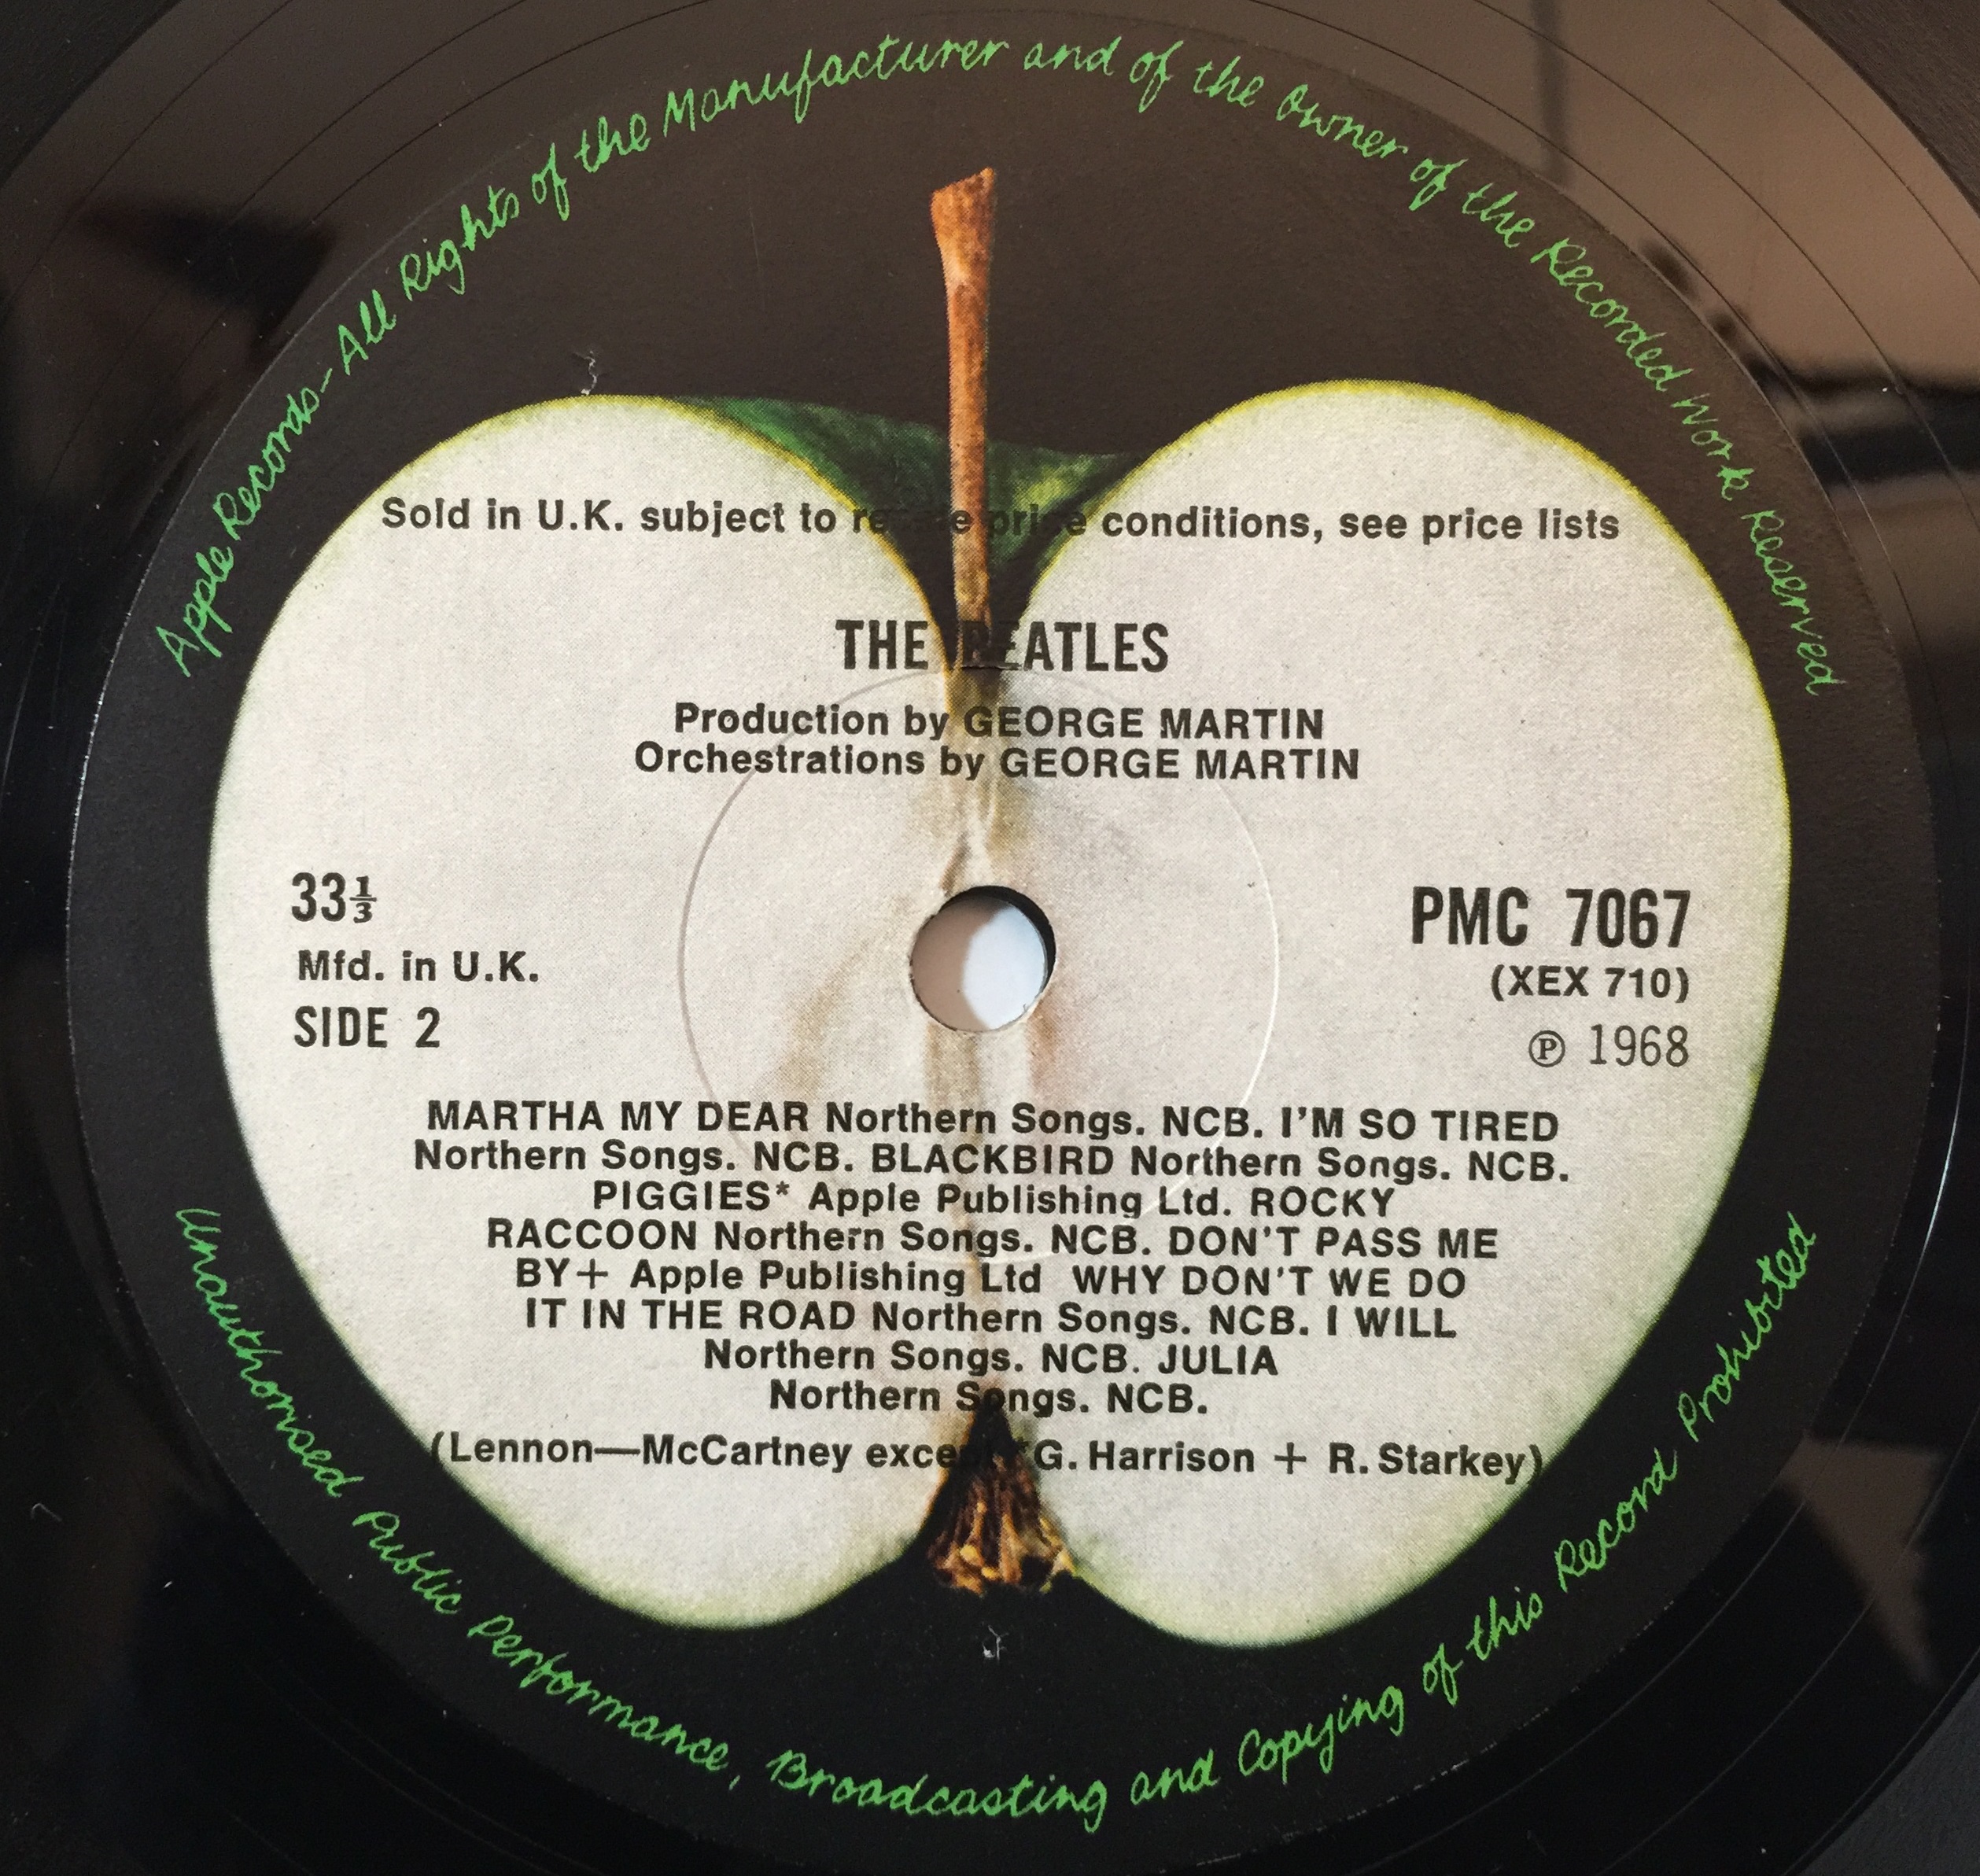 Apple Records - All Rights of the Manufacturer and of the Owner of the Recorded Work Reserved
Sold in U.K. subject to resale price conditions, see price lists
THE BEATLES
Production by GEORGE MARTIN
Orchestrations by GEORGE MARTIN
33⅓
Mfd. in U.K.
SIDE 2
PMC 7067
(XEX 710)
℗ 1968
MARTHA MY DEAR Northern Songs. NCB. I'M SO TIRED
Northern Songs. NCB. BLACKBIRD Northern Songs. NCB.
PIGGIES* Apple Publishing Ltd. ROCKY
RACCOON Northern Songs. NCB. DON'T PASS ME
BY+ Apple Publishing Ltd WHY DON'T WE DO
IT IN THE ROAD Northern Songs. NCB. I WILL
Northern Songs. NCB. JULIA
Northern Songs. NCB.
(Lennon—McCartney except *G. Harrison + R. Starkey)
Unauthorised Public Performance, Broadcasting and Copying of this Record Prohibited